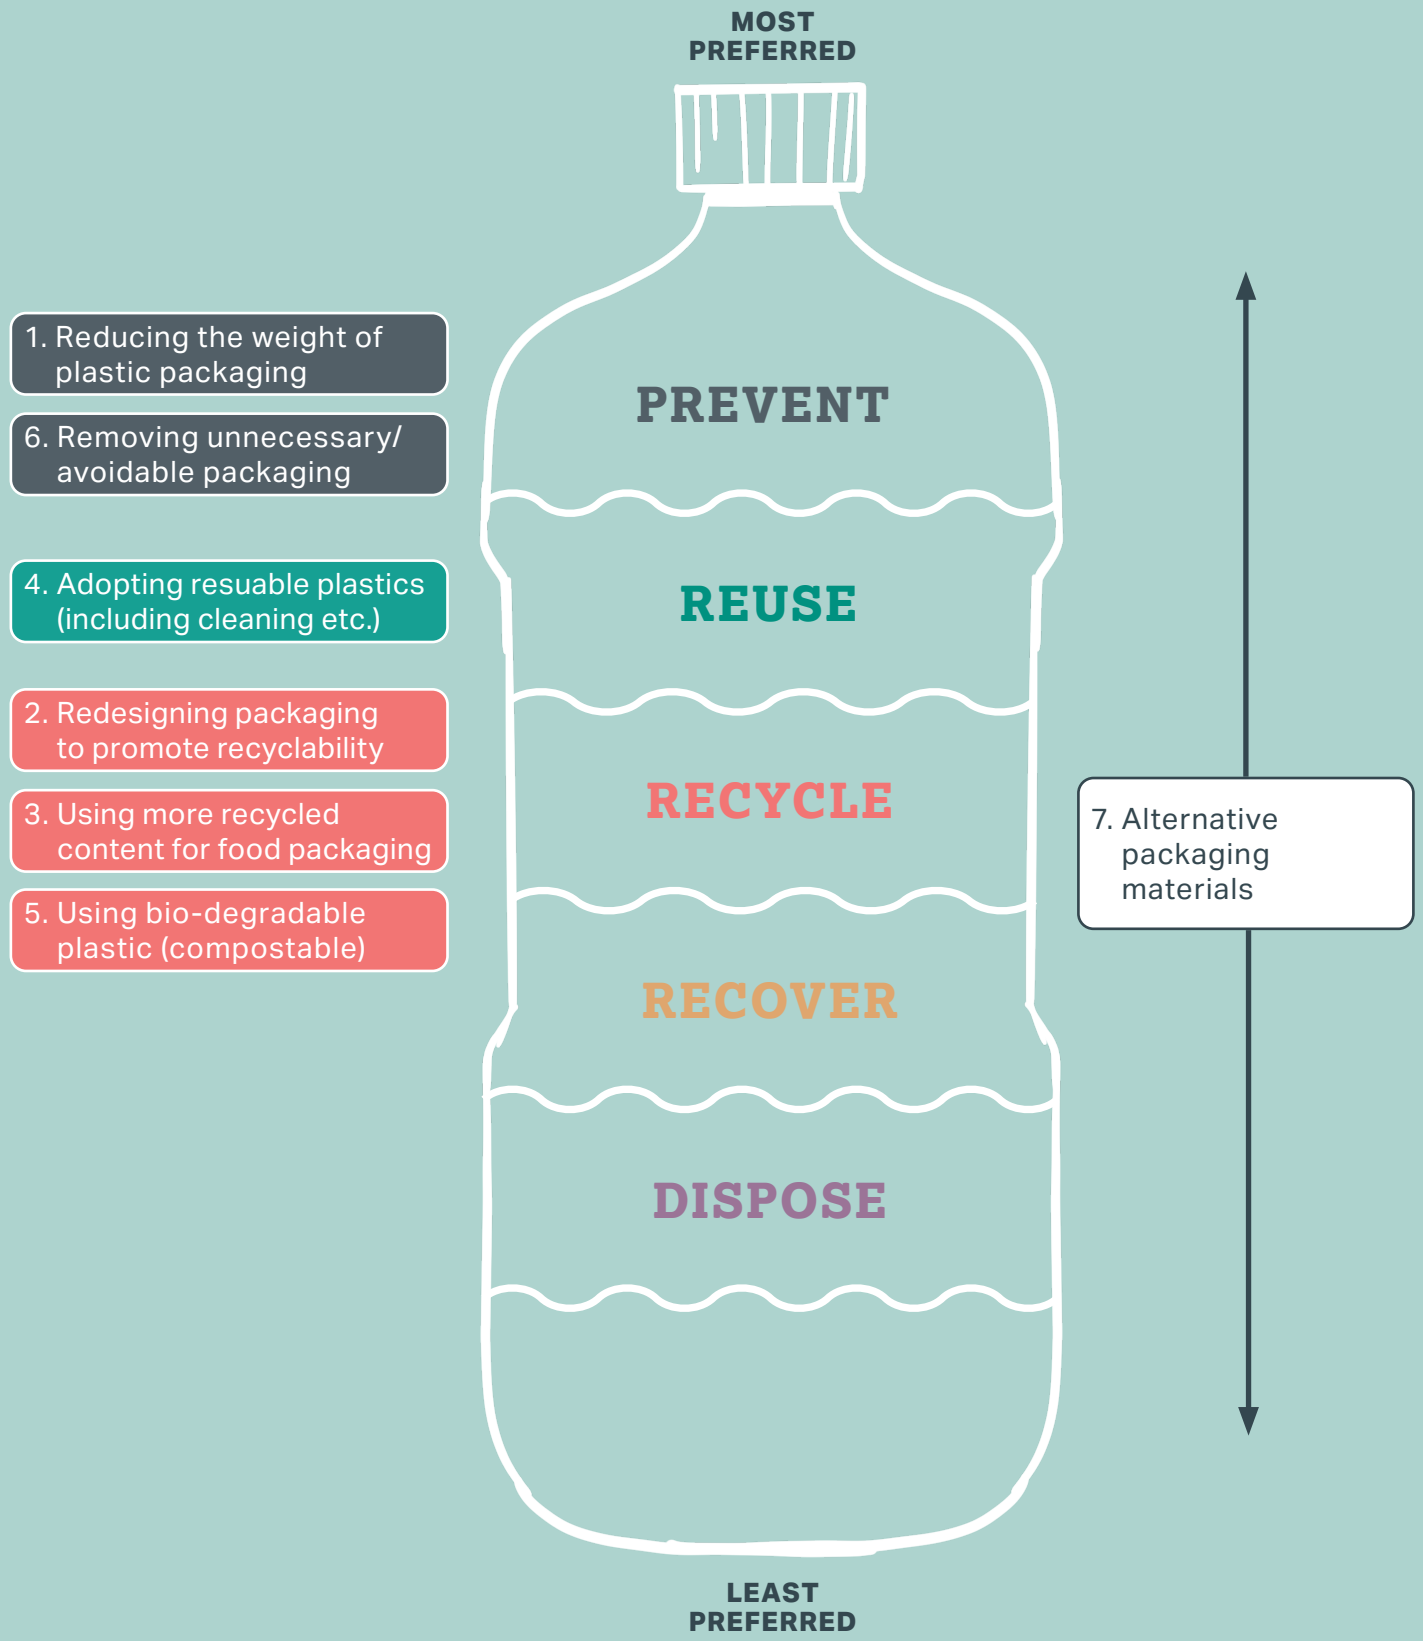 MOST
PREFERRED
1. Reducing the weight of
plastic packaging
6. Removing unnecessary/
avoidable packaging
PREVENT
4. Adopting resuable plastics
(including cleaning etc.)
REUSE
2. Redesigning packaging
to promote recyclability
3. Using more recycled
content for food packaging
5. Using bio-degradable
plastic (compostable)
RECYCLE
7. Alternative
packaging
materials
RECOVER
DISPOSE
LEAST
PREFERRED